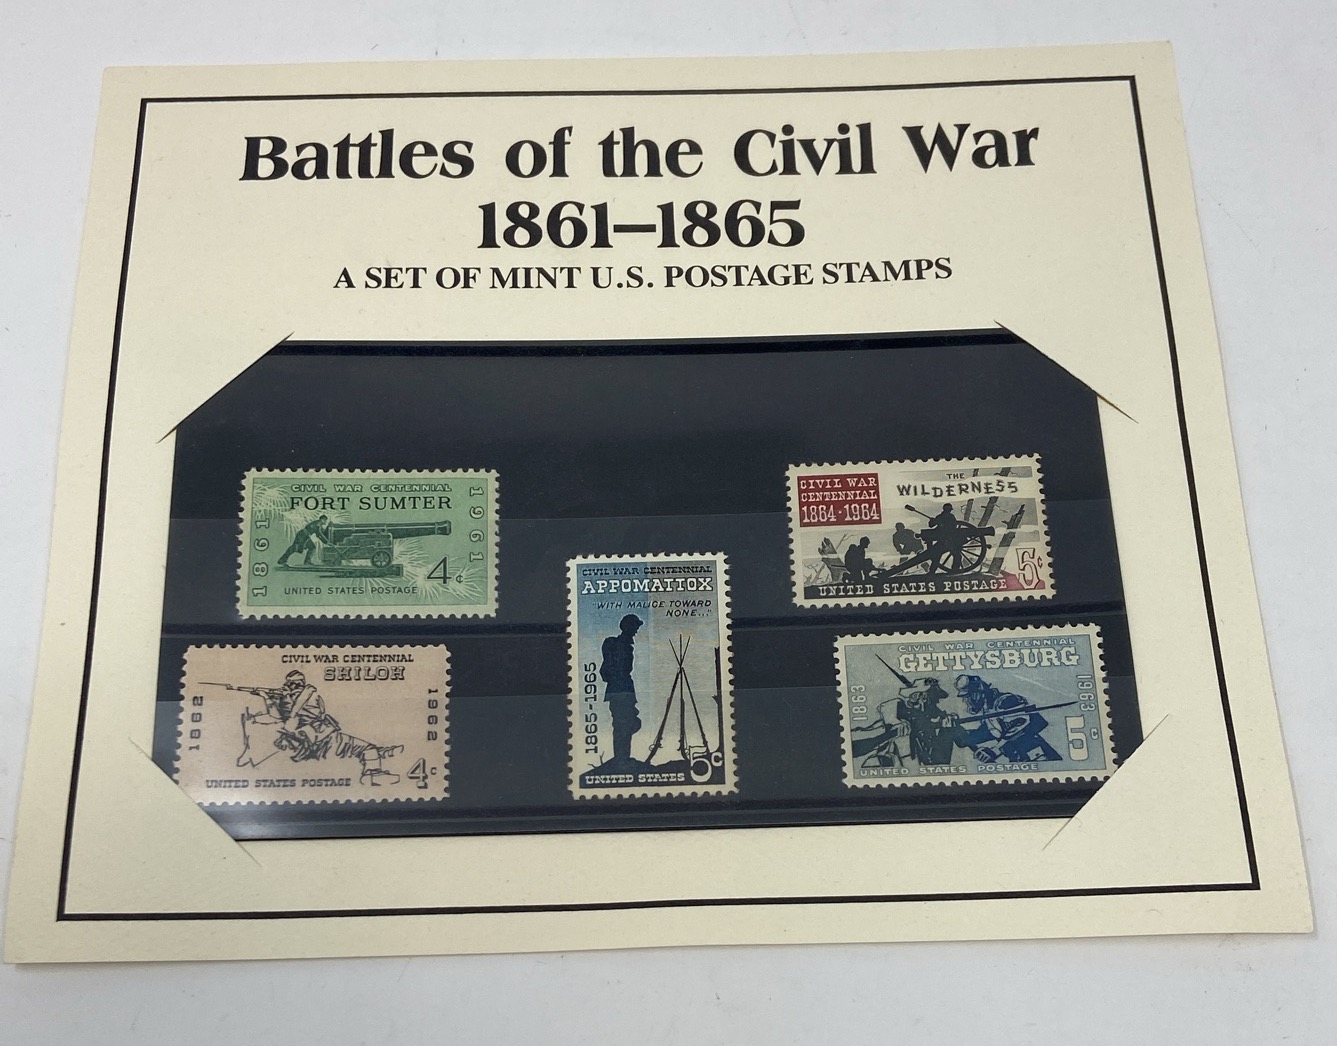 Battles of the Civil War
1861–1865
A SET OF MINT U.S. POSTAGE STAMPS
CIVIL WAR CENTENNIAL
FORT SUMTER
1861
1961
4¢
UNITED STATES POSTAGE
CIVIL WAR CENTENNIAL
SHILOH
1862
1962
UNITED STATES POSTAGE
4c
CIVIL WAR CENTENNIAL
APPOMATTOX
"WITH MALICE TOWARD
NONE..."
1865-1965
UNITED STATES
5c
CIVIL WAR
CENTENNIAL
1864-1964
THE
WILDERNESS
UNITED STATES POSTAGE
5¢
CIVIL WAR CENTENNIAL
GETTYSBURG
1863
1963
5c
UNITED STATES POSTAGE